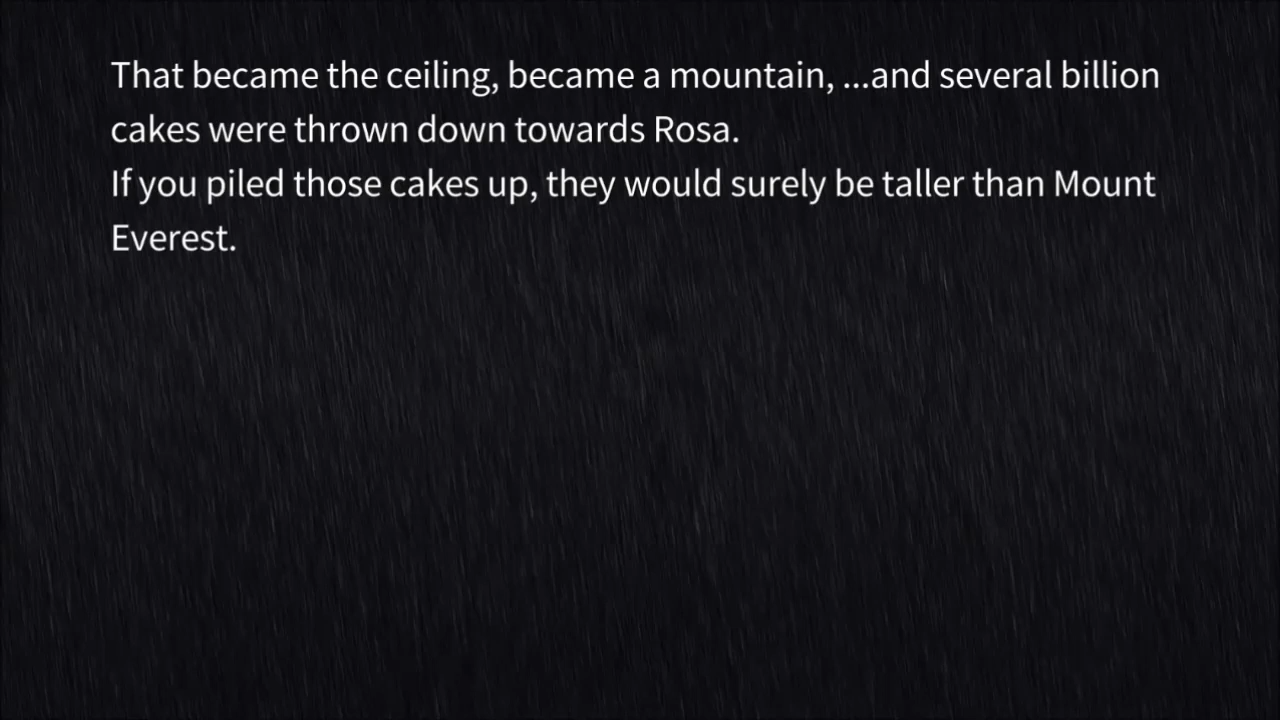 That became the ceiling, became a mountain, ...and several billion
cakes were thrown down towards Rosa.
If you piled those cakes up, they would surely be taller than Mount
Everest.